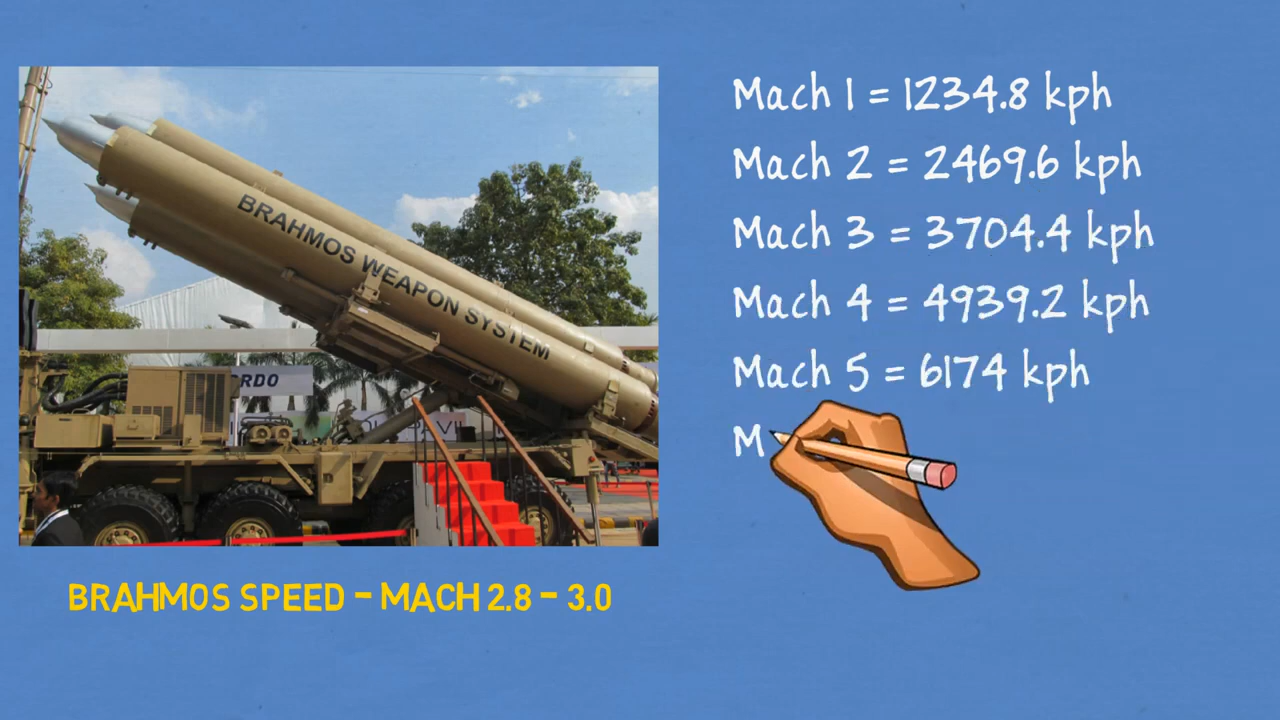 BRAHMOS WEAPON SYSTEM
RDO
BRAHMOS SPEED - MACH 2.8 - 3.0
Mach 1 = 1234.8 kph
Mach 2 = 2469.6 kph
Mach 3 = 3704.4 kph
Mach 4 = 4939.2 kph
Mach 5 = 6174 kph
M